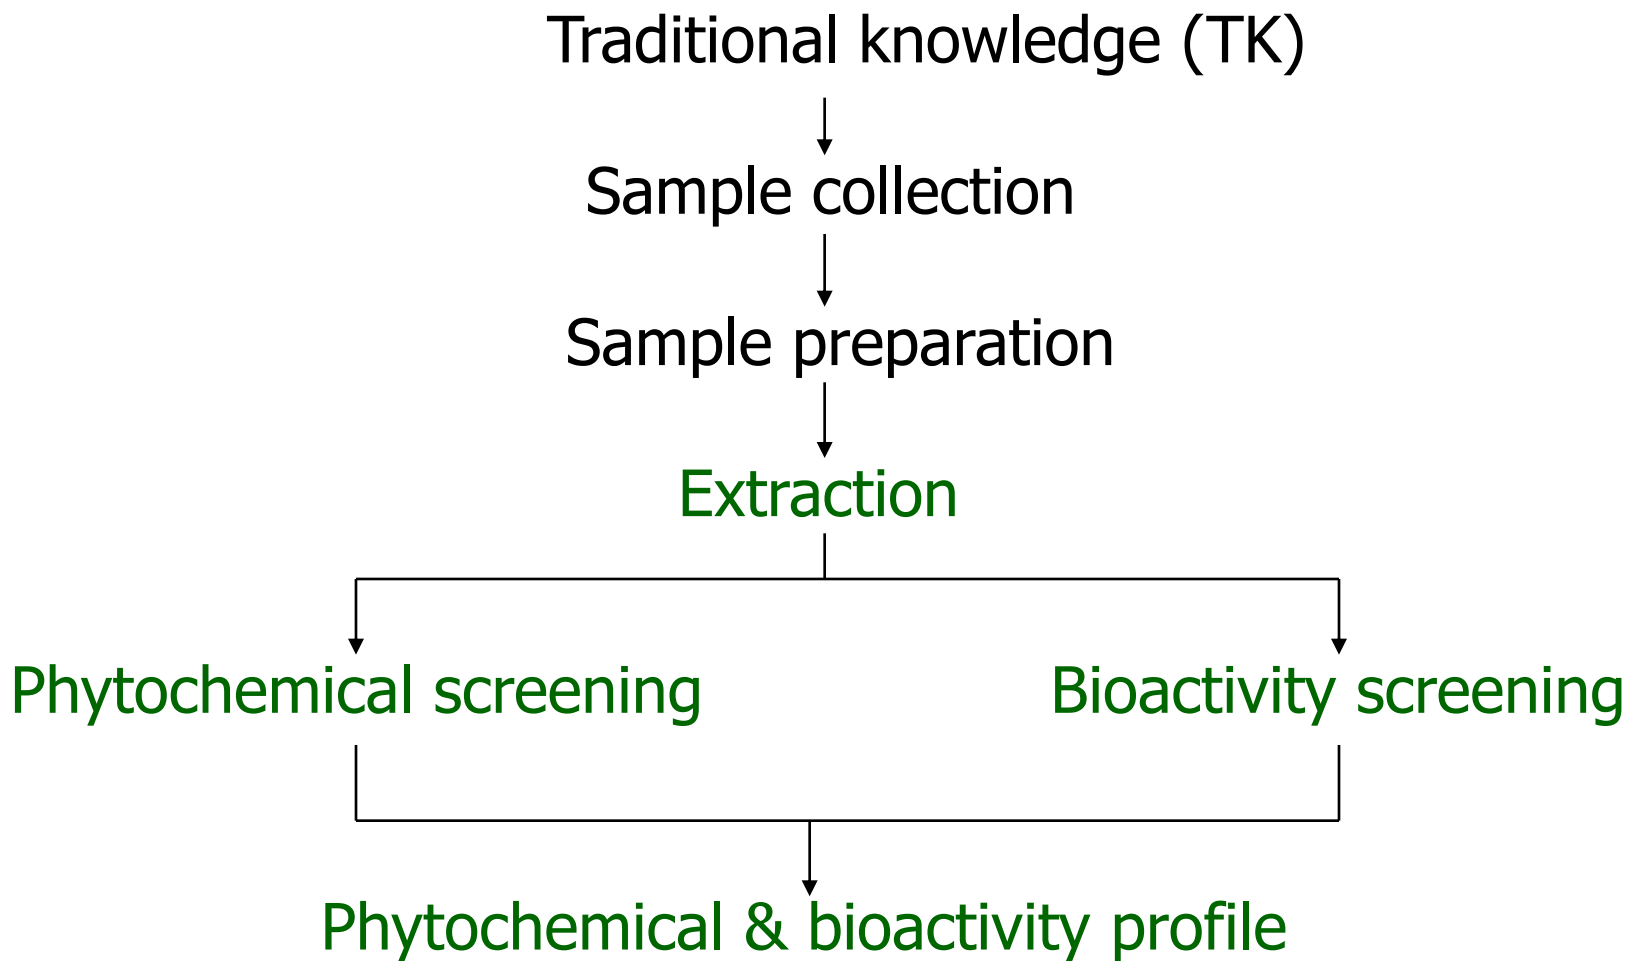 Traditional knowledge (TK)
Sample collection
Sample preparation
Extraction
Phytochemical screening
Bioactivity screening
Phytochemical & bioactivity profile